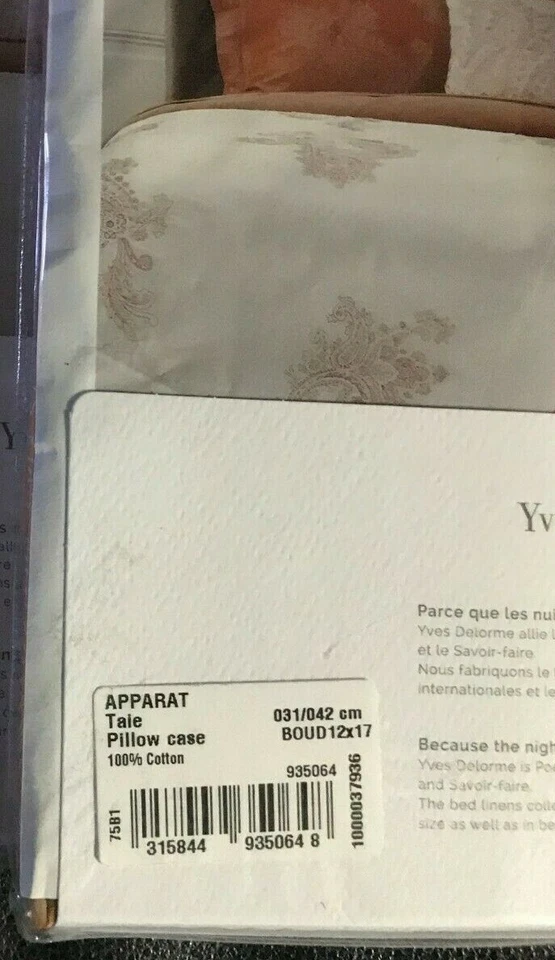 Yv
Parce que les nui
Yves Delorme allie l
et le Savoir-faire.
Nous fabriquons le
internationales et le
Because the nigh
Yves Delorme is Poe
and Savoir-faire.
The bed linens colle
size as well as in be
APPARAT
Taie 031/042 cm
Pillow case BOUD12x17
100% Cotton
935064
75B1
315844 935064 8
1000037936
Y